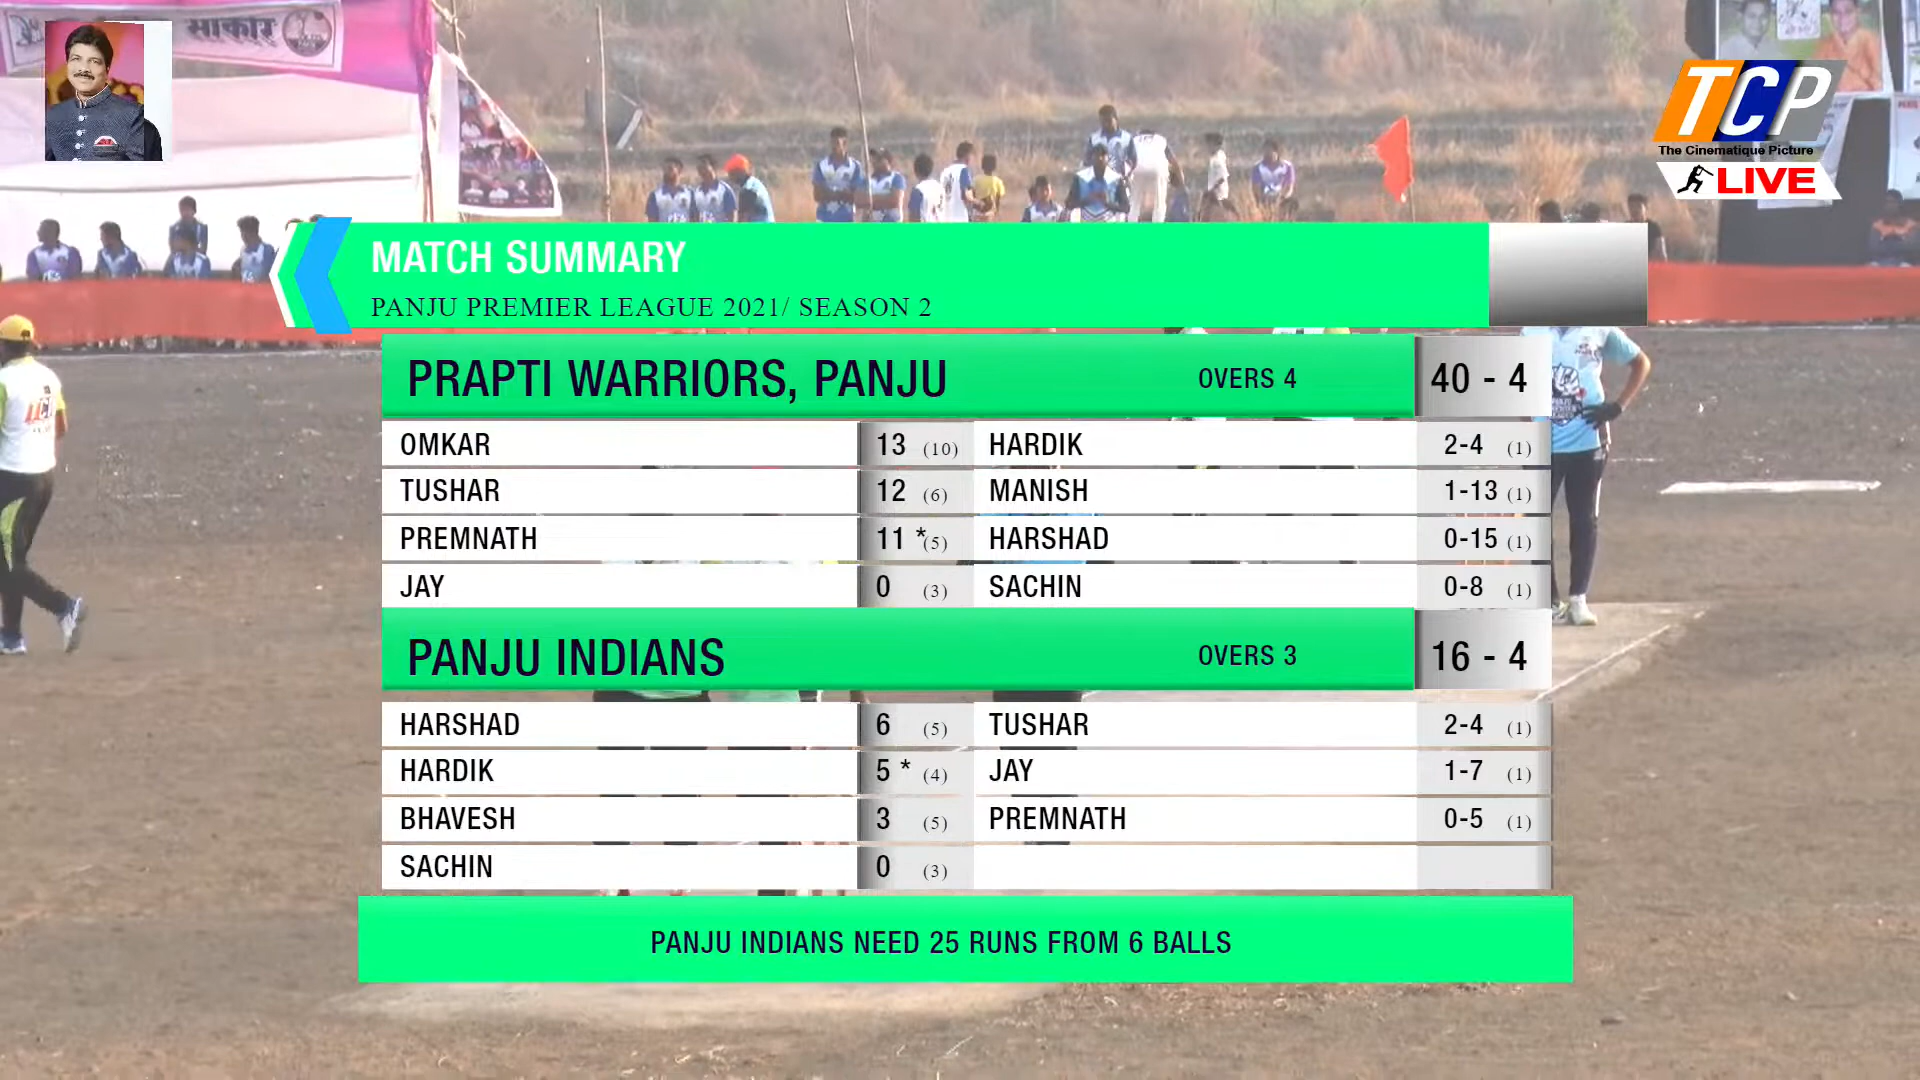 साकार
TCP
The Cinematique Picture
LIVE
MATCH SUMMARY
PANJU PREMIER LEAGUE 2021/ SEASON 2
PRAPTI WARRIORS, PANJU OVERS 4 40 - 4
OMKAR 13 (10) HARDIK 2-4 (1)
TUSHAR 12 (6) MANISH 1-13 (1)
PREMNATH 11 * (5) HARSHAD 0-15 (1)
JAY 0 (3) SACHIN 0-8 (1)
PANJU INDIANS OVERS 3 16 - 4
HARSHAD 6 (5) TUSHAR 2-4 (1)
HARDIK 5 * (4) JAY 1-7 (1)
BHAVESH 3 (5) PREMNATH 0-5 (1)
SACHIN 0 (3)
PANJU INDIANS NEED 25 RUNS FROM 6 BALLS